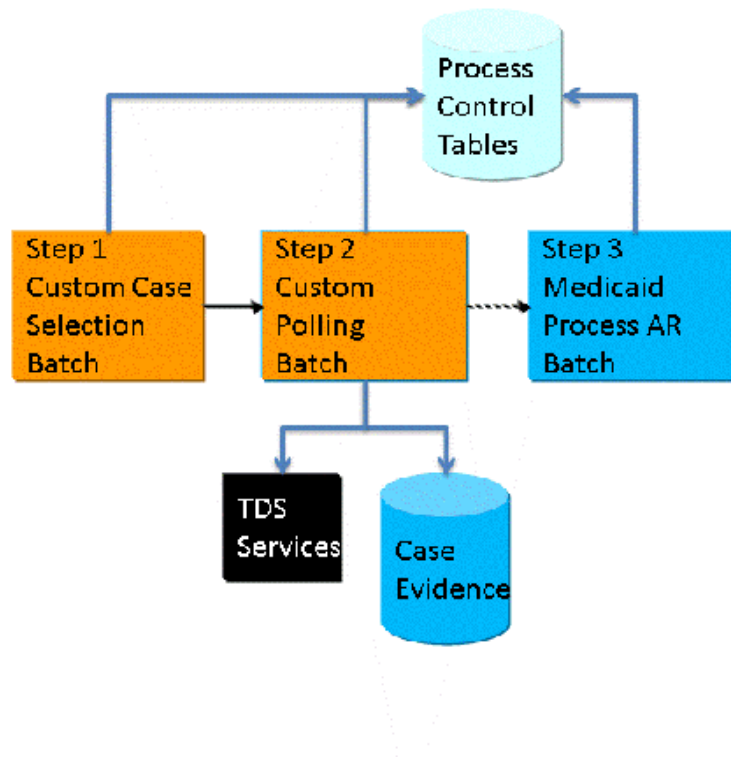 Process
Control
Tables
Step 1
Custom Case
Selection
Batch
Step 2
Custom
Polling
Batch
Step 3
Medicaid
Process AR
Batch
TDS
Services
Case
Evidence